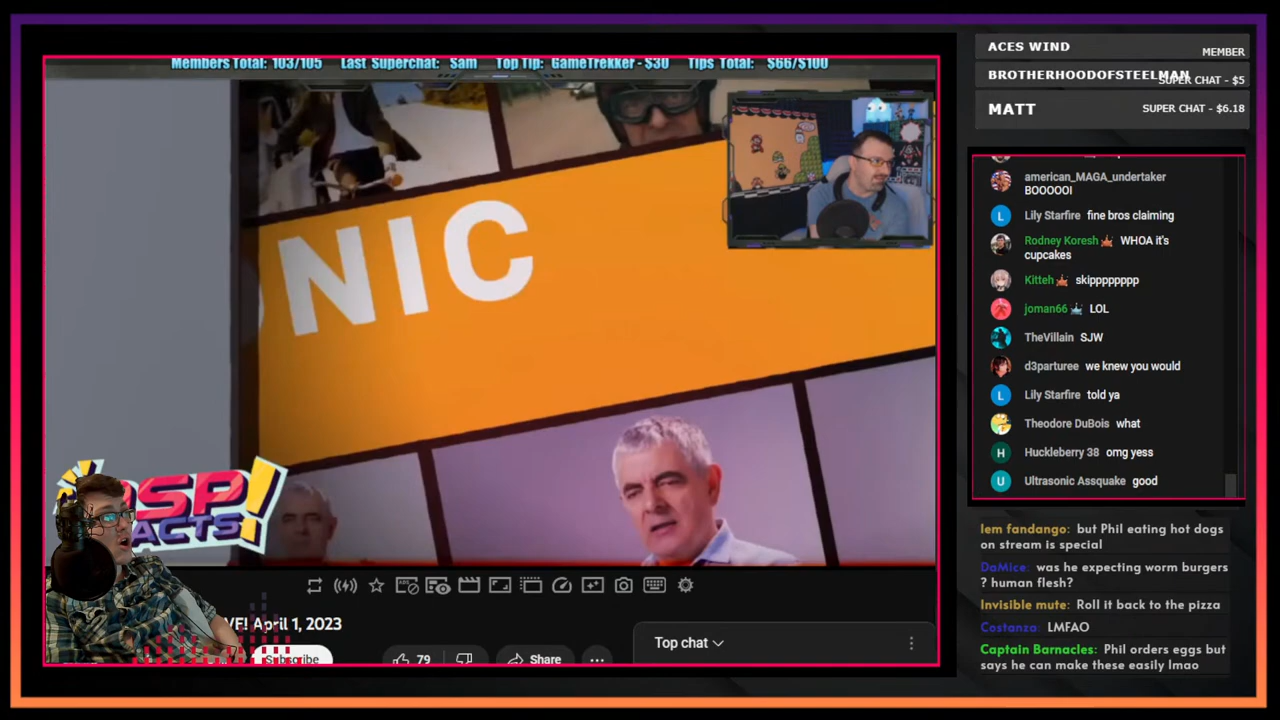 Members Total: 103/105 Last Superchat: Sam Top Tip: GameTrekker - $30 Tips Total: $66/$100
NIC
SP!
ACTS
VE! April 1, 2023
Subscribe
79
Share
Top chat
ACES WIND
MEMBER
BROTHERHOODOFSTEELMAN
SUPER CHAT - $5
MATT
SUPER CHAT - $6.18
american_MAGA_undertaker
BOOOOOI
Lily Starfire fine bros claiming
Rodney Koresh WHOA it's
cupcakes
Kitteh skipppppppp
joman66 LOL
TheVillain SJW
d3parturee we knew you would
Lily Starfire told ya
Theodore DuBois what
Huckleberry 38 omg yess
Ultrasonic Assquake good
lem fandango: but Phil eating hot dogs
on stream is special
DaMice: was he expecting worm burgers
? human flesh?
Invisible mute: Roll it back to the pizza
Costanza: LMFAO
Captain Barnacles: Phil orders eggs but
says he can make these easily lmao